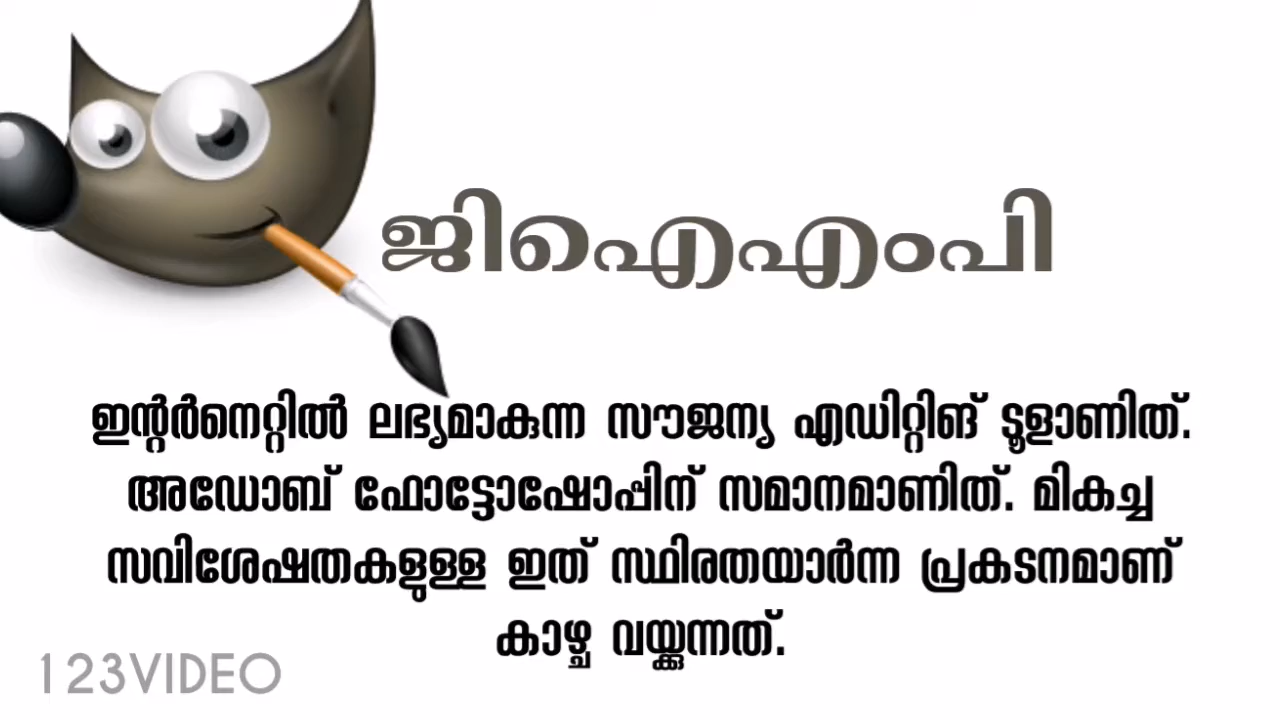 ജിഐഎംപി
ഇന്റർനെറ്റിൽ ലഭ്യമാകുന്ന സൗജന്യ എഡിറ്റിങ് ടൂളാണിത്.
അഡോബ് ഫോട്ടോഷോപ്പിന് സമാനമാണിത്. മികച്ച
സവിശേഷതകളുള്ള ഇത് സ്ഥിരതയാർന്ന പ്രകടനമാണ്
കാഴ്ച വയ്ക്കുന്നത്.
123VIDEO